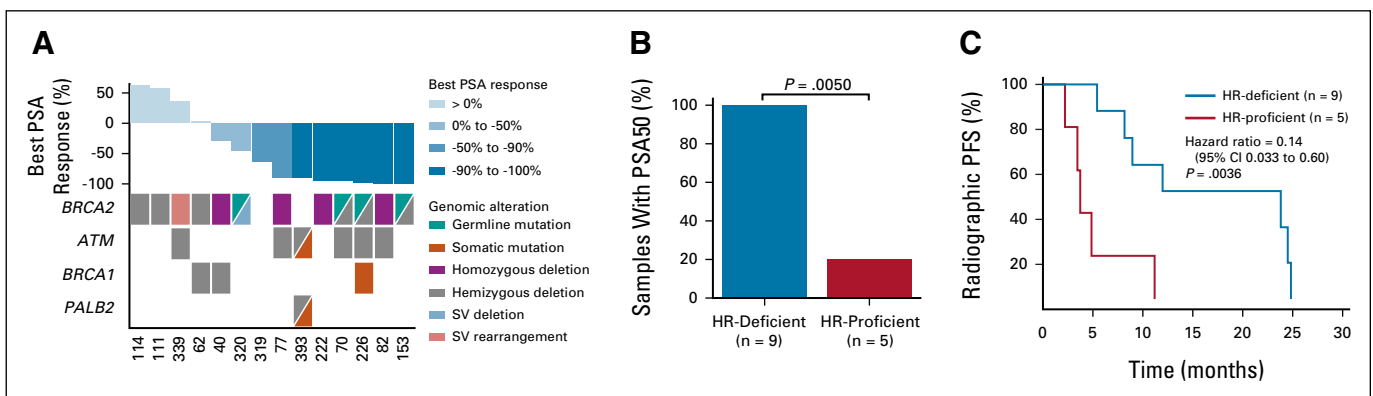 A
Best PSA
Response (%)
50
0
-50
-100
BRCA2
ATM
BRCA1
PALB2
114
111
339
62
40
320
319
77
393
222
70
226
82
153
Best PSA response
> 0%
0% to -50%
-50% to -90%
-90% to -100%
Genomic alteration
Germline mutation
Somatic mutation
Homozygous deletion
Hemizygous deletion
SV deletion
SV rearrangement
B
Samples With PSA50 (%)
P = .0050
100
80
60
40
20
0
HR-Deficient
(n = 9)
HR-Proficient
(n = 5)
C
Radiographic PFS (%)
100
80
60
40
20
HR-deficient (n = 9)
HR-proficient (n = 5)
Hazard ratio = 0.14
(95% CI 0.033 to 0.60)
P = .0036
0
5
10
15
20
25
30
Time (months)